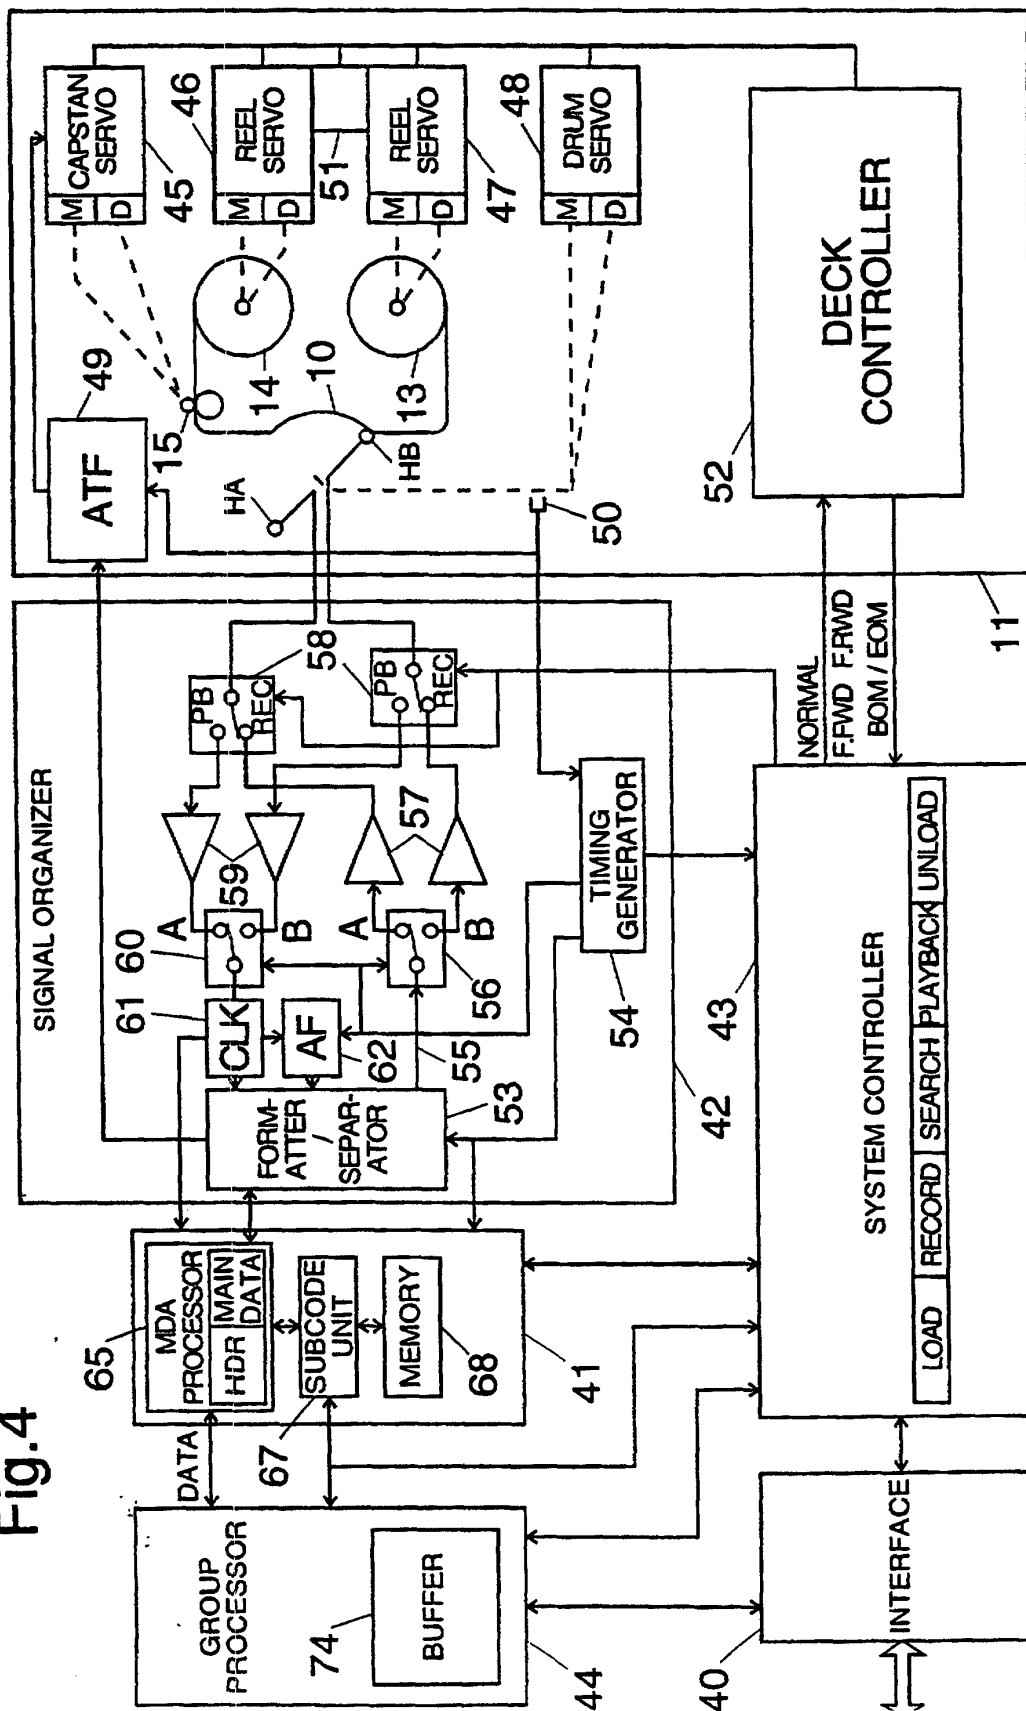 Fig.4
GROUP
PROCESSOR
74
BUFFER
44
40
INTERFACE
DATA
65
MDA
PROCESSOR
HDR
MAIN
DATA
67
SUBCODE
UNIT
MEMORY
68
41
SIGNAL ORGANIZER
FORM-
ATTER
SEPAR-
ATOR
53
61
CLK
AF
62
55
60
A
B
59
A
B
56
57
58
PB
REC
PB
REC
TIMING
GENERATOR
54
42
43
SYSTEM CONTROLLER
LOAD
RECORD
SEARCH
PLAYBACK
UNLOAD
NORMAL
F.FWD F.RWD
BOM / EOM
11
ATF
49
15
HA
HB
10
14
13
50
CAPSTAN
SERVO
M
D
45
REEL
SERVO
M
D
46
51
REEL
SERVO
M
D
47
DRUM
SERVO
M
D
48
52
DECK
CONTROLLER